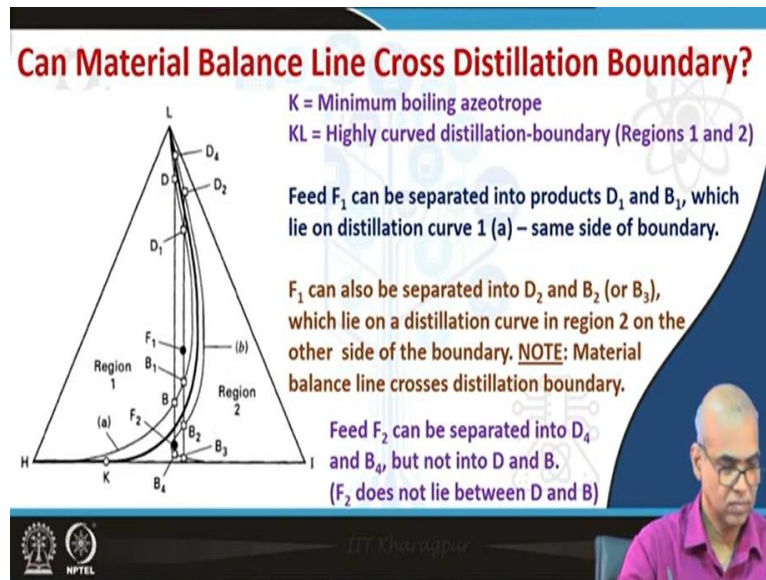 Can Material Balance Line Cross Distillation Boundary?
K = Minimum boiling azeotrope
KL = Highly curved distillation-boundary (Regions 1 and 2)
Feed F₁ can be separated into products D₁ and B₁, which
lie on distillation curve 1 (a) – same side of boundary.
F₁ can also be separated into D₂ and B₂ (or B₃),
which lie on a distillation curve in region 2 on the
other side of the boundary. NOTE: Material
balance line crosses distillation boundary.
Feed F₂ can be separated into D₄
and B₄, but not into D and B.
(F₂ does not lie between D and B)
L
D₄
D
D₂
D₁
F₁
(b)
Region
1
B₁
Region
2
B
(a)
F₂
B₂
B₃
H
I
K
B₄
IIT Kharagpur
NPTEL